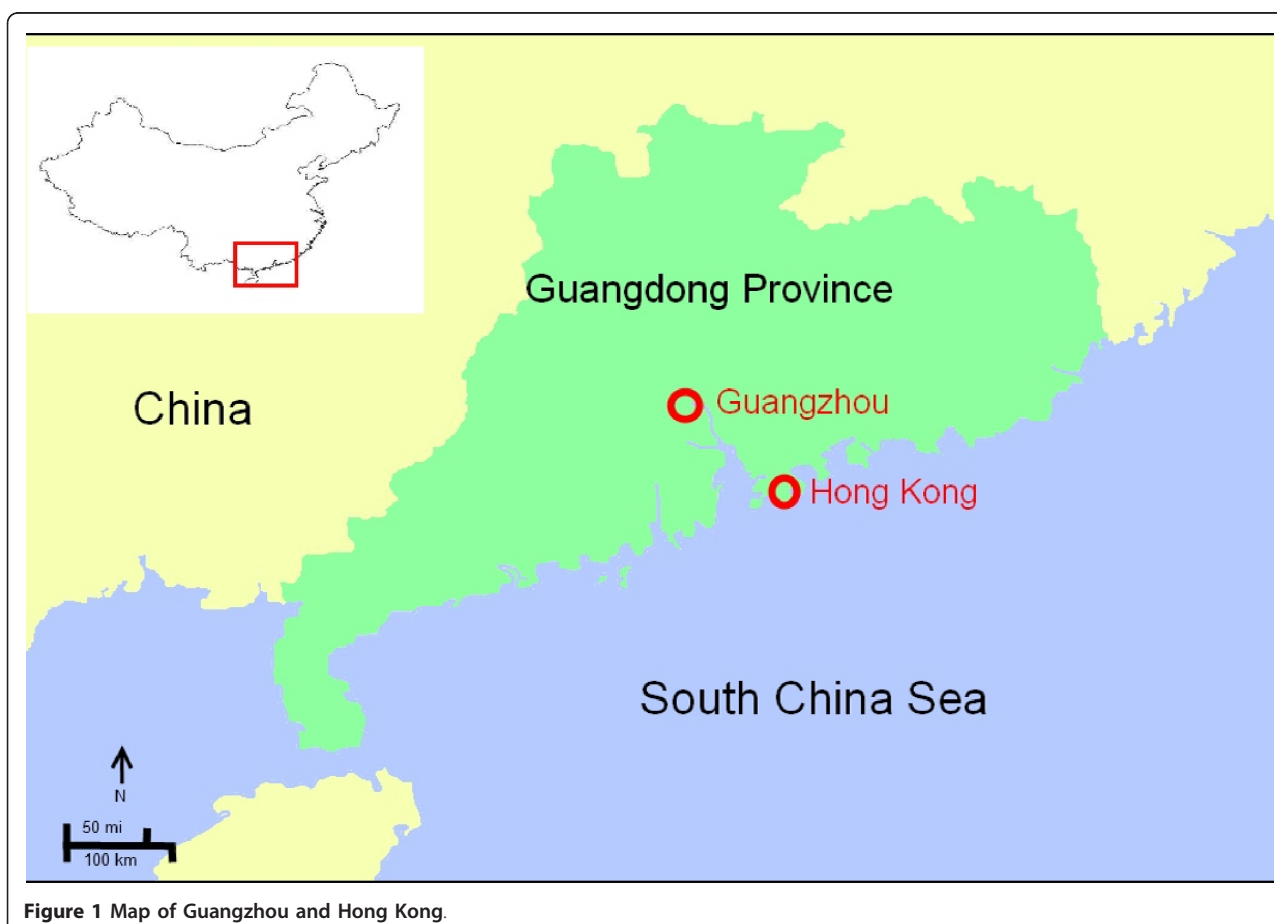 Guangdong Province
China
Guangzhou
Hong Kong
South China Sea
N
50 mi
100 km
Figure 1 Map of Guangzhou and Hong Kong.